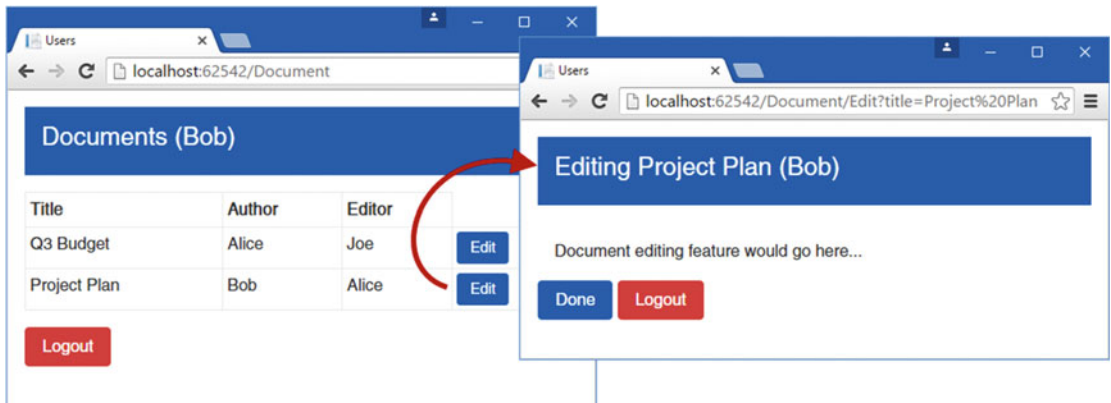 Users
localhost:62542/Document
Documents (Bob)
Title Author Editor
Q3 Budget Alice Joe Edit
Project Plan Bob Alice Edit
Logout
Users
localhost:62542/Document/Edit?title=Project%20Plan
Editing Project Plan (Bob)
Document editing feature would go here...
Done Logout